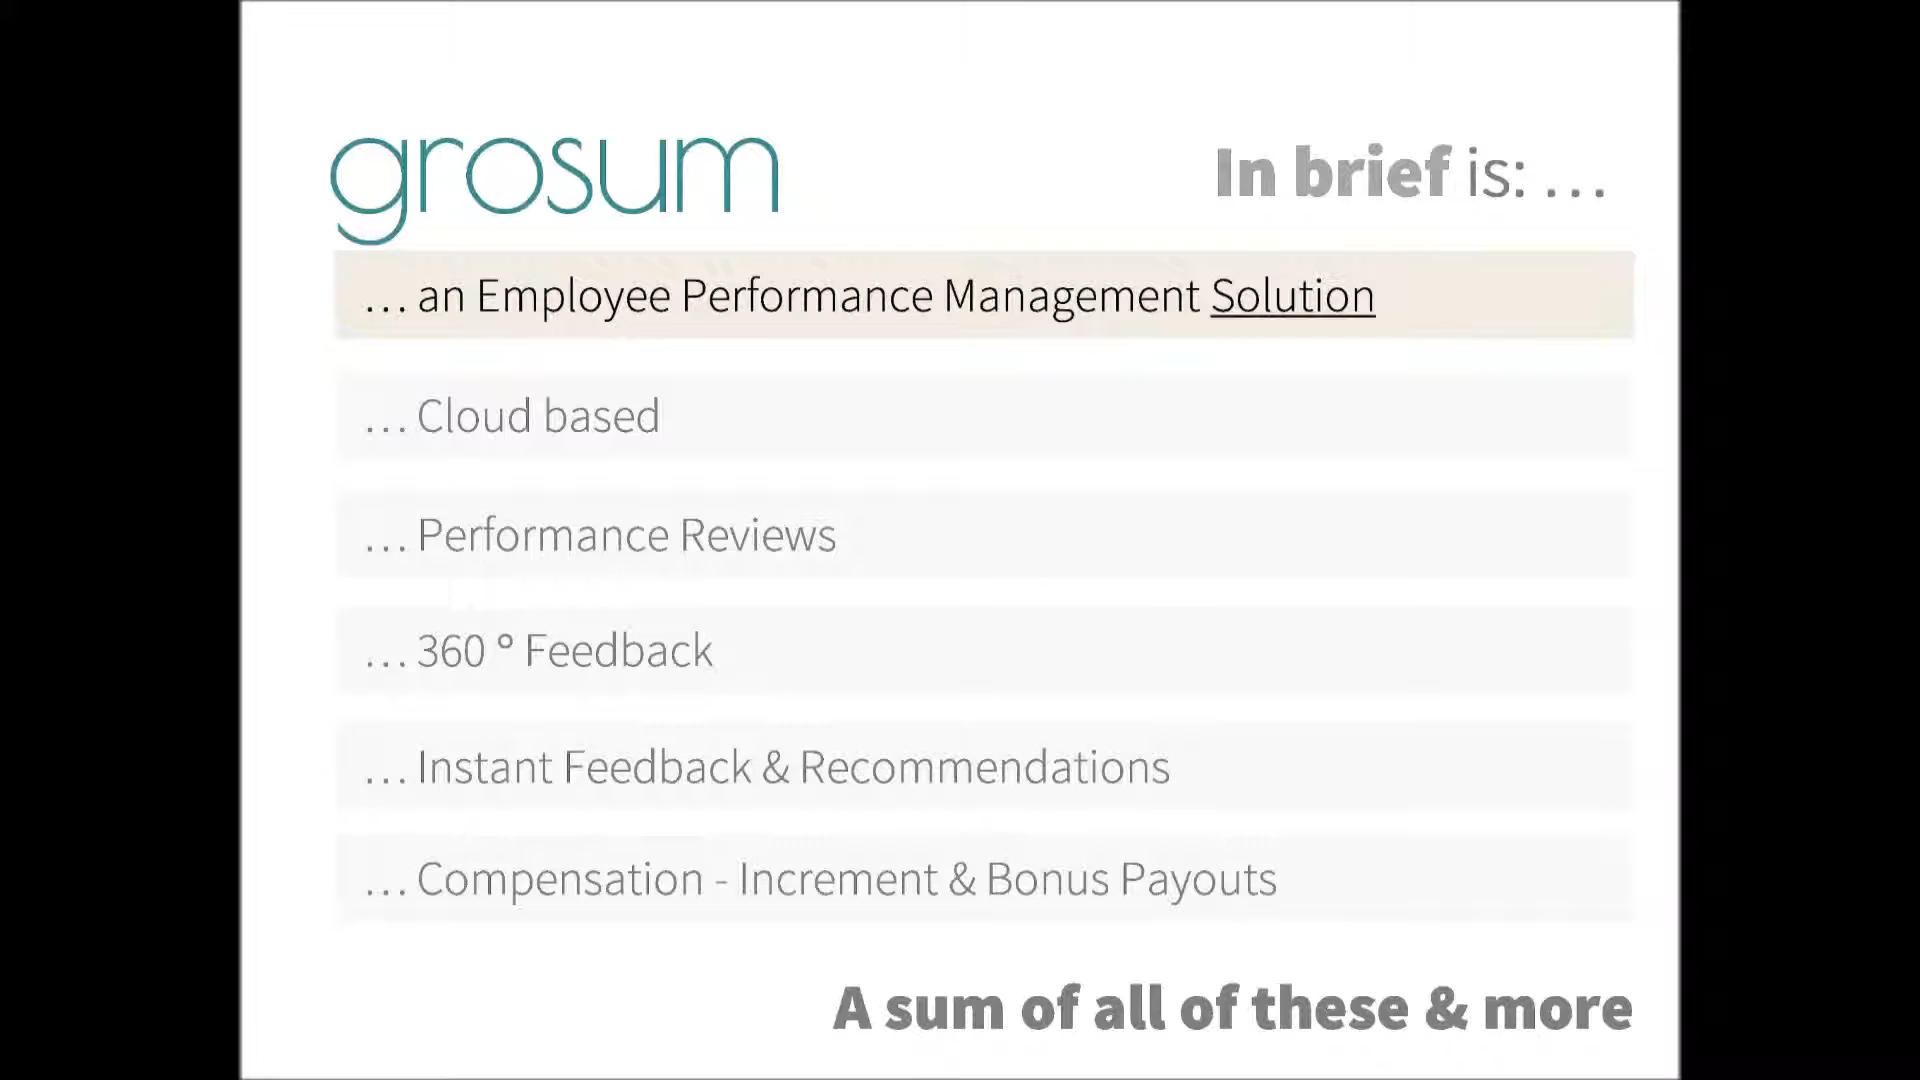 grosum
In brief is: ...
... an Employee Performance Management Solution
... Cloud based
... Performance Reviews
... 360 º Feedback
... Instant Feedback & Recommendations
... Compensation - Increment & Bonus Payouts
A sum of all of these & more